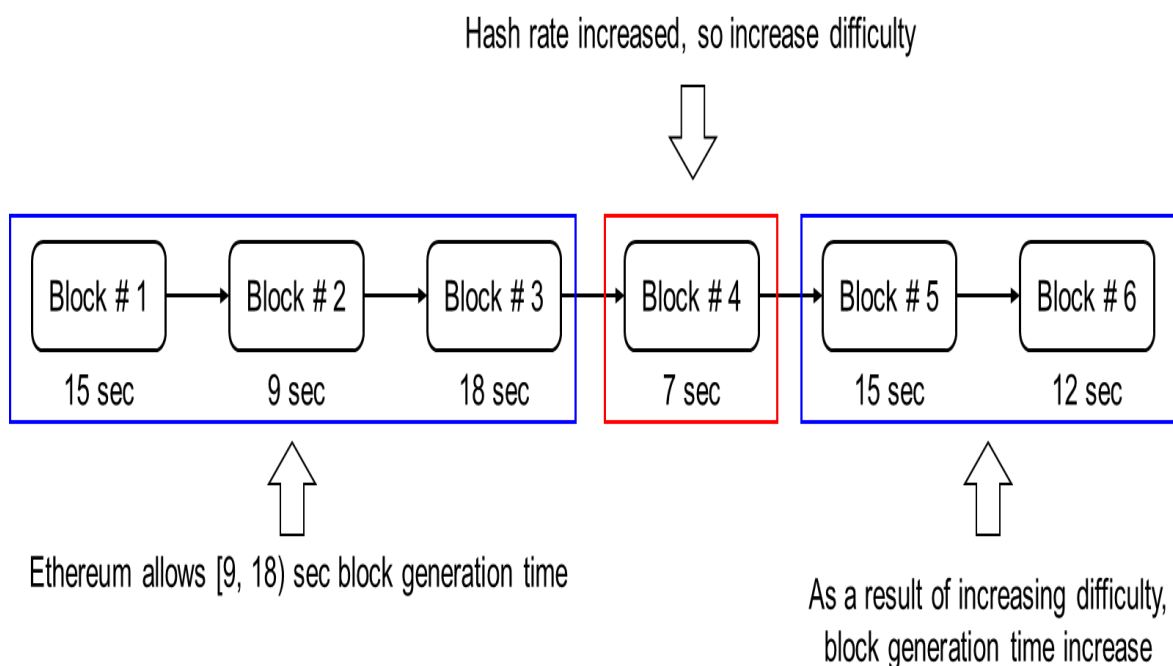 Hash rate increased, so increase difficulty
Block # 1
Block # 2
Block # 3
Block # 4
Block # 5
Block # 6
15 sec
9 sec
18 sec
7 sec
15 sec
12 sec
Ethereum allows [9, 18) sec block generation time
As a result of increasing difficulty,
block generation time increase